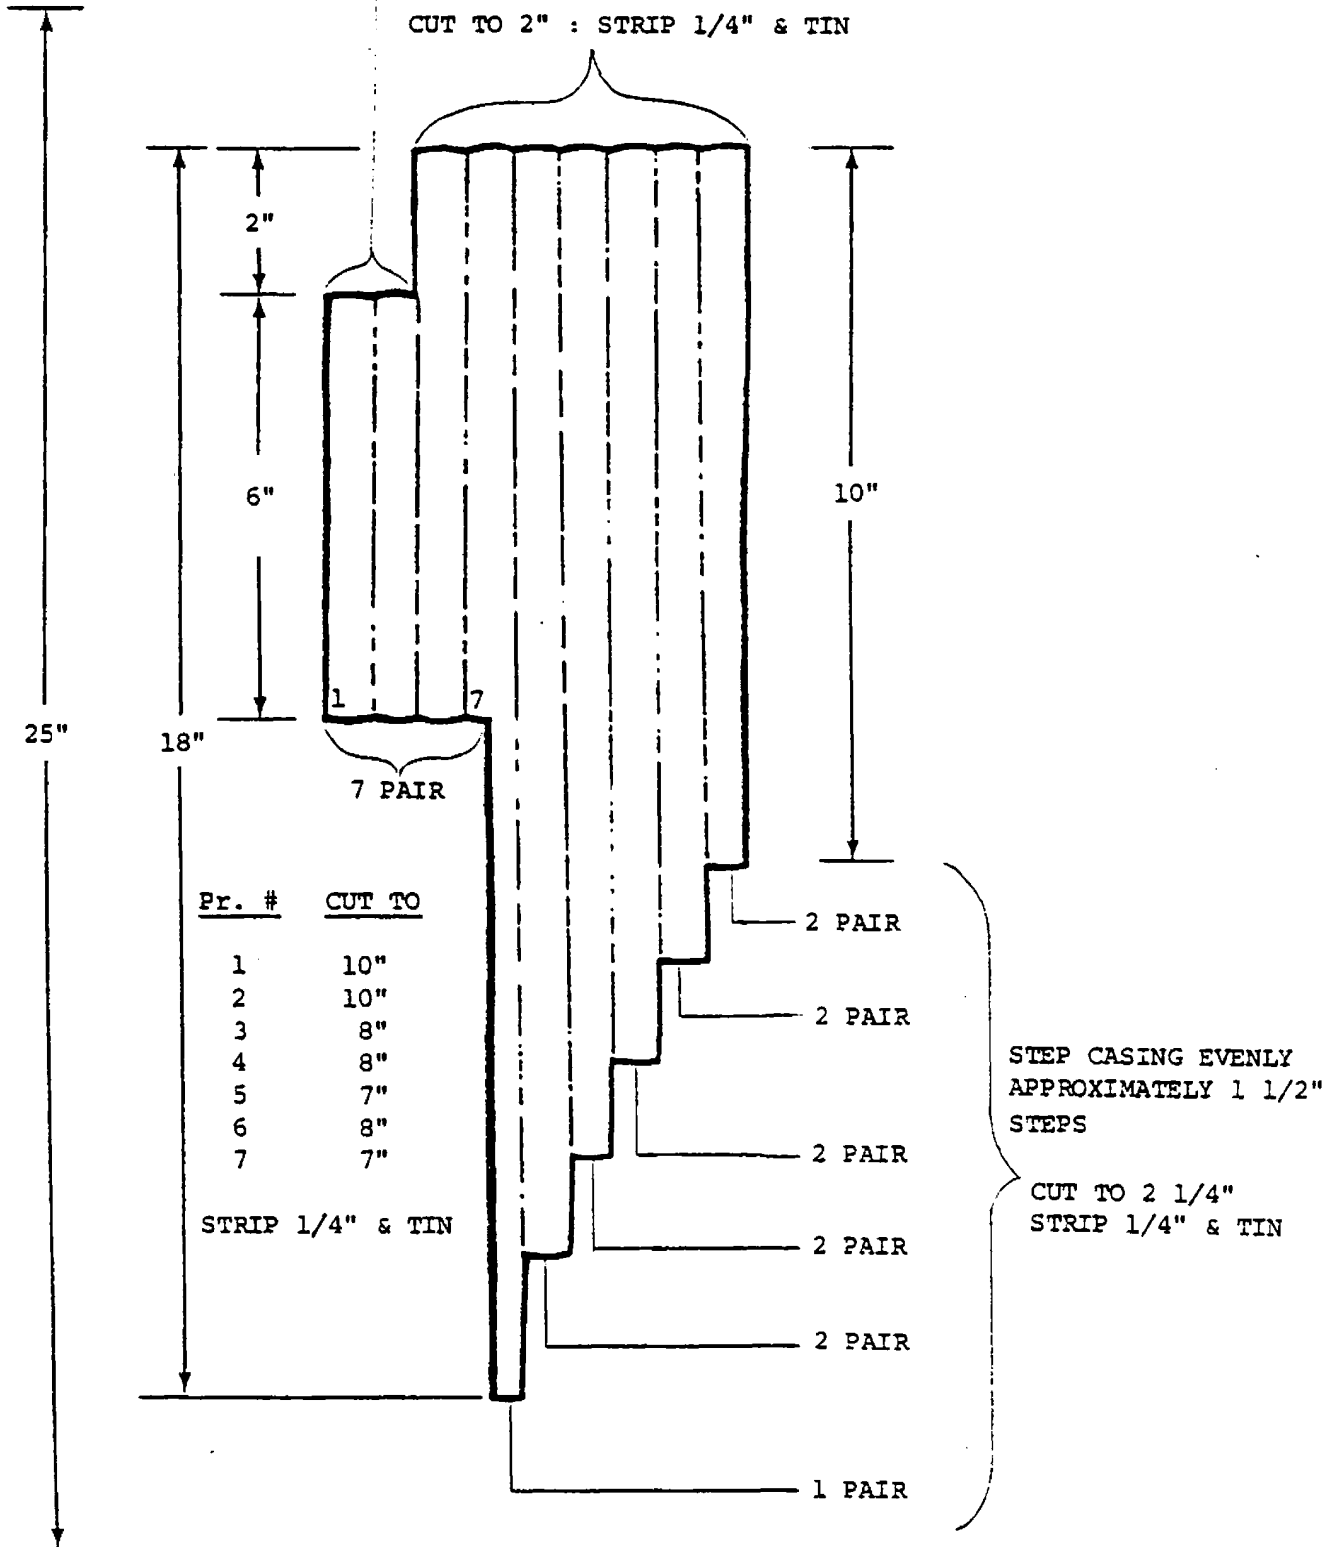 CUT TO 2" : STRIP 1/4" & TIN
2"
6"
10"
25"
18"
1 7
7 PAIR
Pr. # CUT TO
1 10"
2 10"
3 8"
4 8"
5 7"
6 8"
7 7"
STRIP 1/4" & TIN
2 PAIR
2 PAIR
2 PAIR
2 PAIR
2 PAIR
1 PAIR
STEP CASING EVENLY
APPROXIMATELY 1 1/2"
STEPS
CUT TO 2 1/4"
STRIP 1/4" & TIN